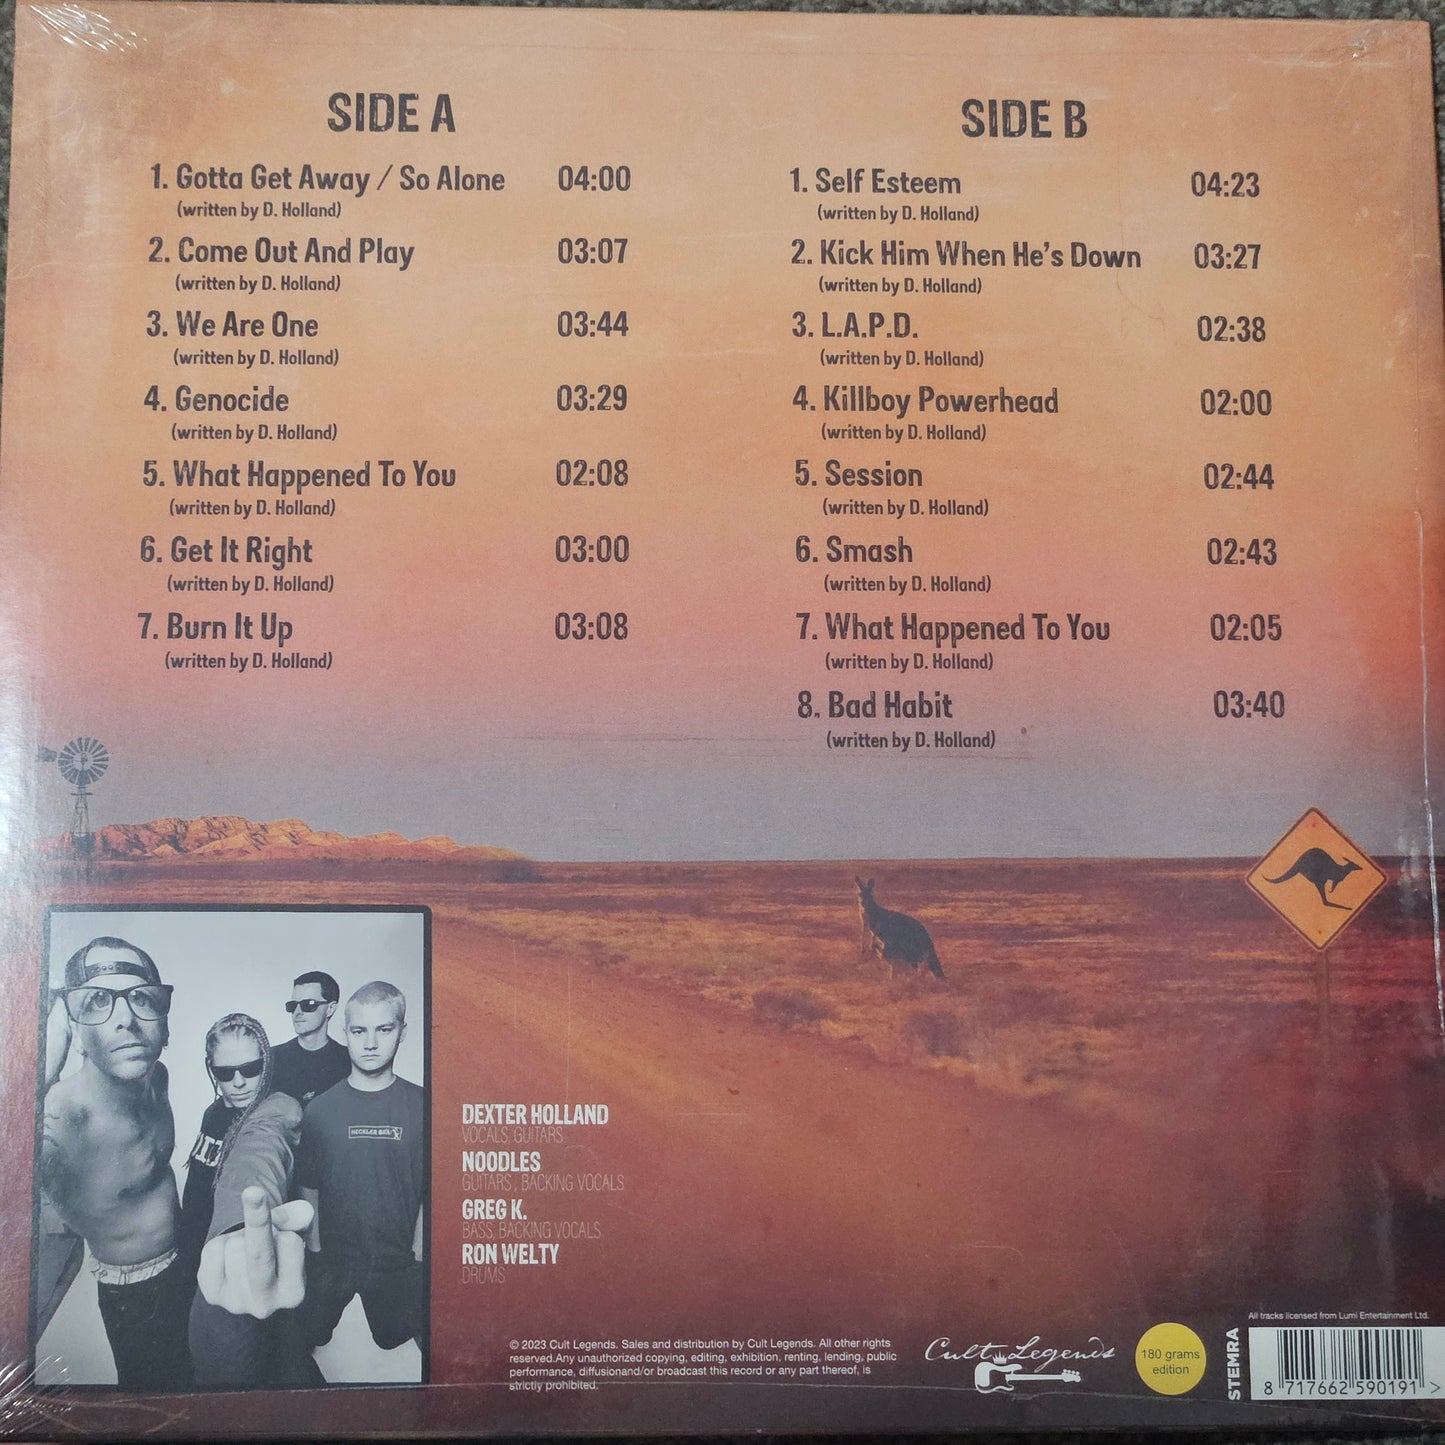 SIDE A
1. Gotta Get Away / So Alone 04:00
(written by D. Holland)
2. Come Out And Play 03:07
(written by D. Holland)
3. We Are One 03:44
(written by D. Holland)
4. Genocide 03:29
(written by D. Holland)
5. What Happened To You 02:08
(written by D. Holland)
6. Get It Right 03:00
(written by D. Holland)
7. Burn It Up 03:08
(written by D. Holland)
SIDE B
1. Self Esteem 04:23
(written by D. Holland)
2. Kick Him When He's Down 03:27
(written by D. Holland)
3. L.A.P.D. 02:38
(written by D. Holland)
4. Killboy Powerhead 02:00
(written by D. Holland)
5. Session 02:44
(written by D. Holland)
6. Smash 02:43
(written by D. Holland)
7. What Happened To You 02:05
(written by D. Holland)
8. Bad Habit 03:40
(written by D. Holland)
DEXTER HOLLAND
VOCALS, GUITARS
NOODLES
GUITARS, BACKING VOCALS
GREG K.
BASS, BACKING VOCALS
RON WELTY
DRUMS
© 2023 Cult Legends. Sales and distribution by Cult Legends. All other rights
reserved.Any unauthorized copying, editing, exhibition, renting, lending, public
performance, diffusionand/or broadcast this record or any part thereof, is
strictly prohibited.
Cult Legends
180 grams
edition
STEMRA
All tracks licensed from Lumi Entertainment Ltd.
8 717662 590191 >